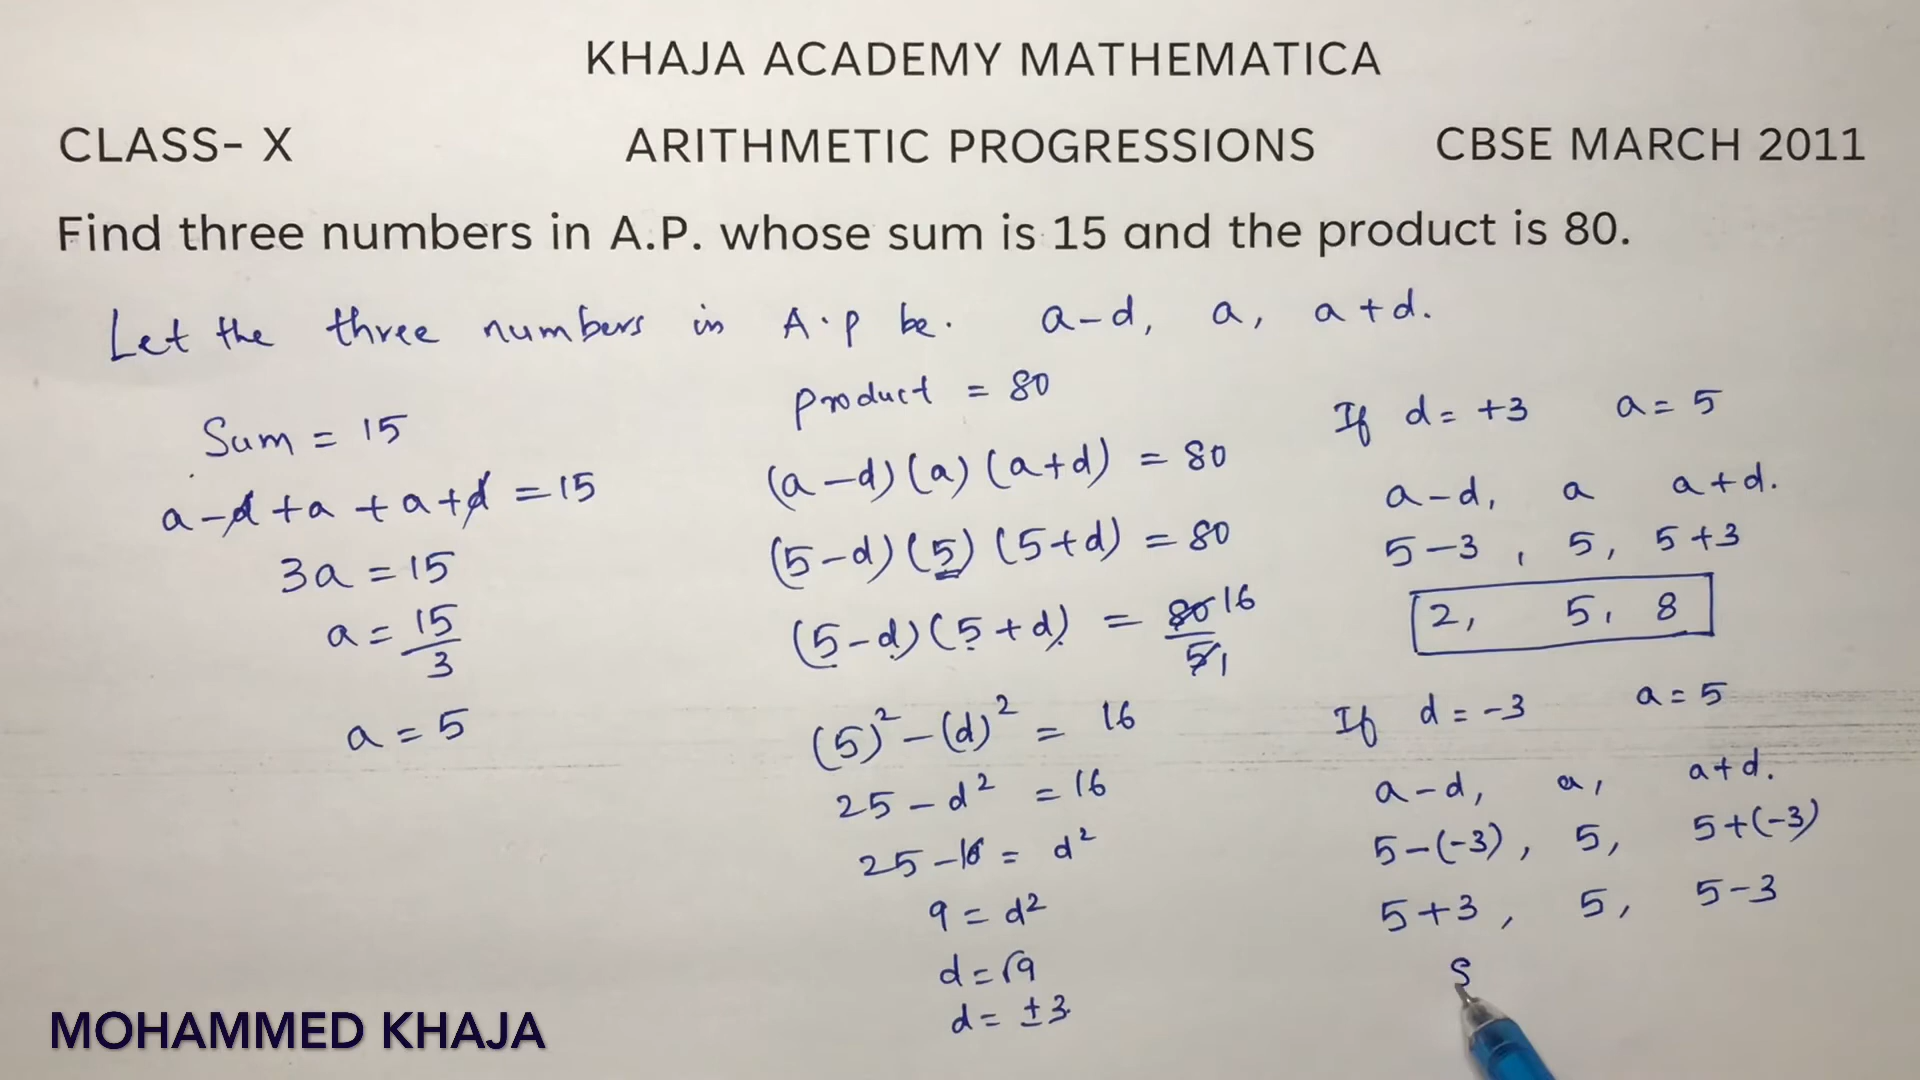 KHAJA ACADEMY MATHEMATICA
CLASS- X ARITHMETIC PROGRESSIONS CBSE MARCH 2011
Find three numbers in A.P. whose sum is 15 and the product is 80.
Let the three numbers in A.p be. a-d, a, a+d.
Sum = 15
a-d+a+a+d = 15
3a = 15
a = 15/3
a = 5
product = 80
(a-d)(a)(a+d) = 80
(5-d)(5)(5+d) = 80
(5-d)(5+d) = 80/5 16 1
(5)²-(d)² = 16
25-d² = 16
25-16 = d²
9 = d²
d = √9
d = ±3
If d = +3 a = 5
a-d, a a+d.
5-3, 5, 5+3
2, 5, 8
If d = -3 a = 5
a-d, a, a+d.
5-(-3), 5, 5+(-3)
5+3, 5, 5-3
MOHAMMED KHAJA